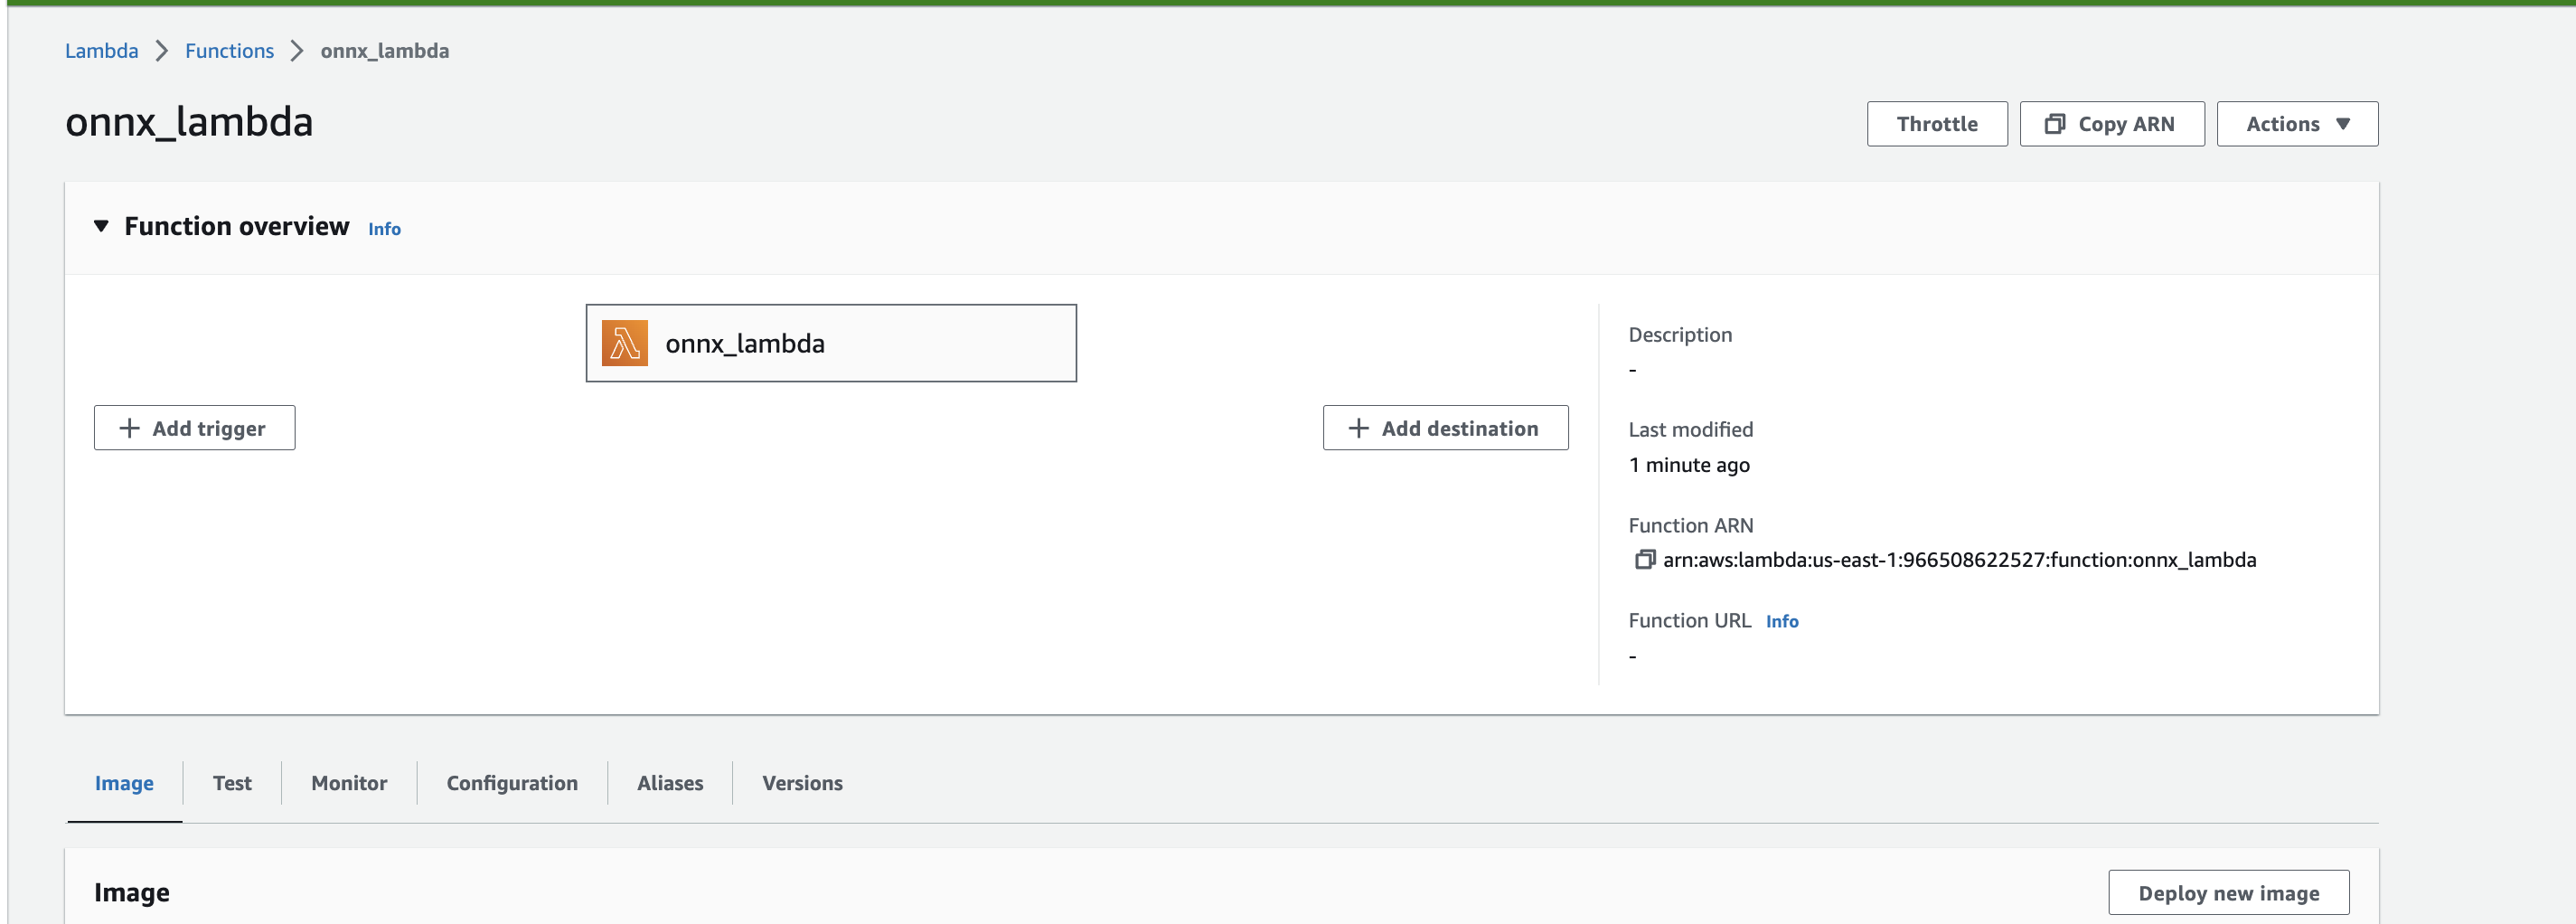 Lambda > Functions > onnx_lambda
onnx_lambda
Throttle Copy ARN Actions
Function overview Info
onnx_lambda
+ Add trigger
+ Add destination
Description
-
Last modified
1 minute ago
Function ARN
arn:aws:lambda:us-east-1:966508622527:function:onnx_lambda
Function URL Info
-
Image Test Monitor Configuration Aliases Versions
Image
Deploy new image